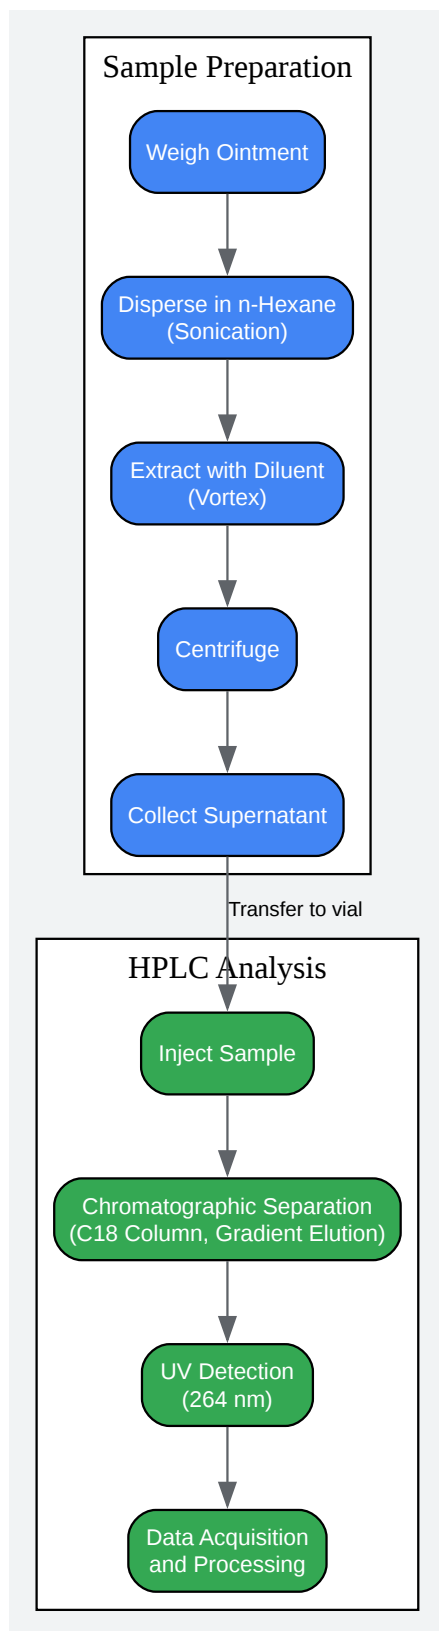 Sample Preparation
Weigh Ointment
Disperse in n-Hexane
(Sonication)
Extract with Diluent
(Vortex)
Centrifuge
Collect Supernatant
Transfer to vial
HPLC Analysis
Inject Sample
Chromatographic Separation
(C18 Column, Gradient Elution)
UV Detection
(264 nm)
Data Acquisition
and Processing